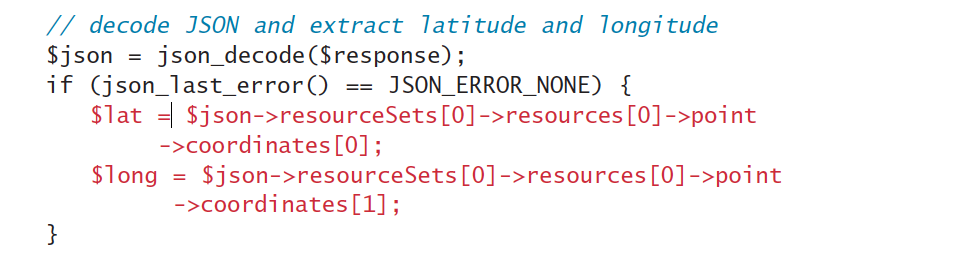 // decode JSON and extract latitude and longitude
$json = json_decode($response);
if (json_last_error() == JSON_ERROR_NONE) {
$lat = $json->resourceSets[0]->resources[0]->point
->coordinates[0];
$long = $json->resourceSets[0]->resources[0]->point
->coordinates[1];
}